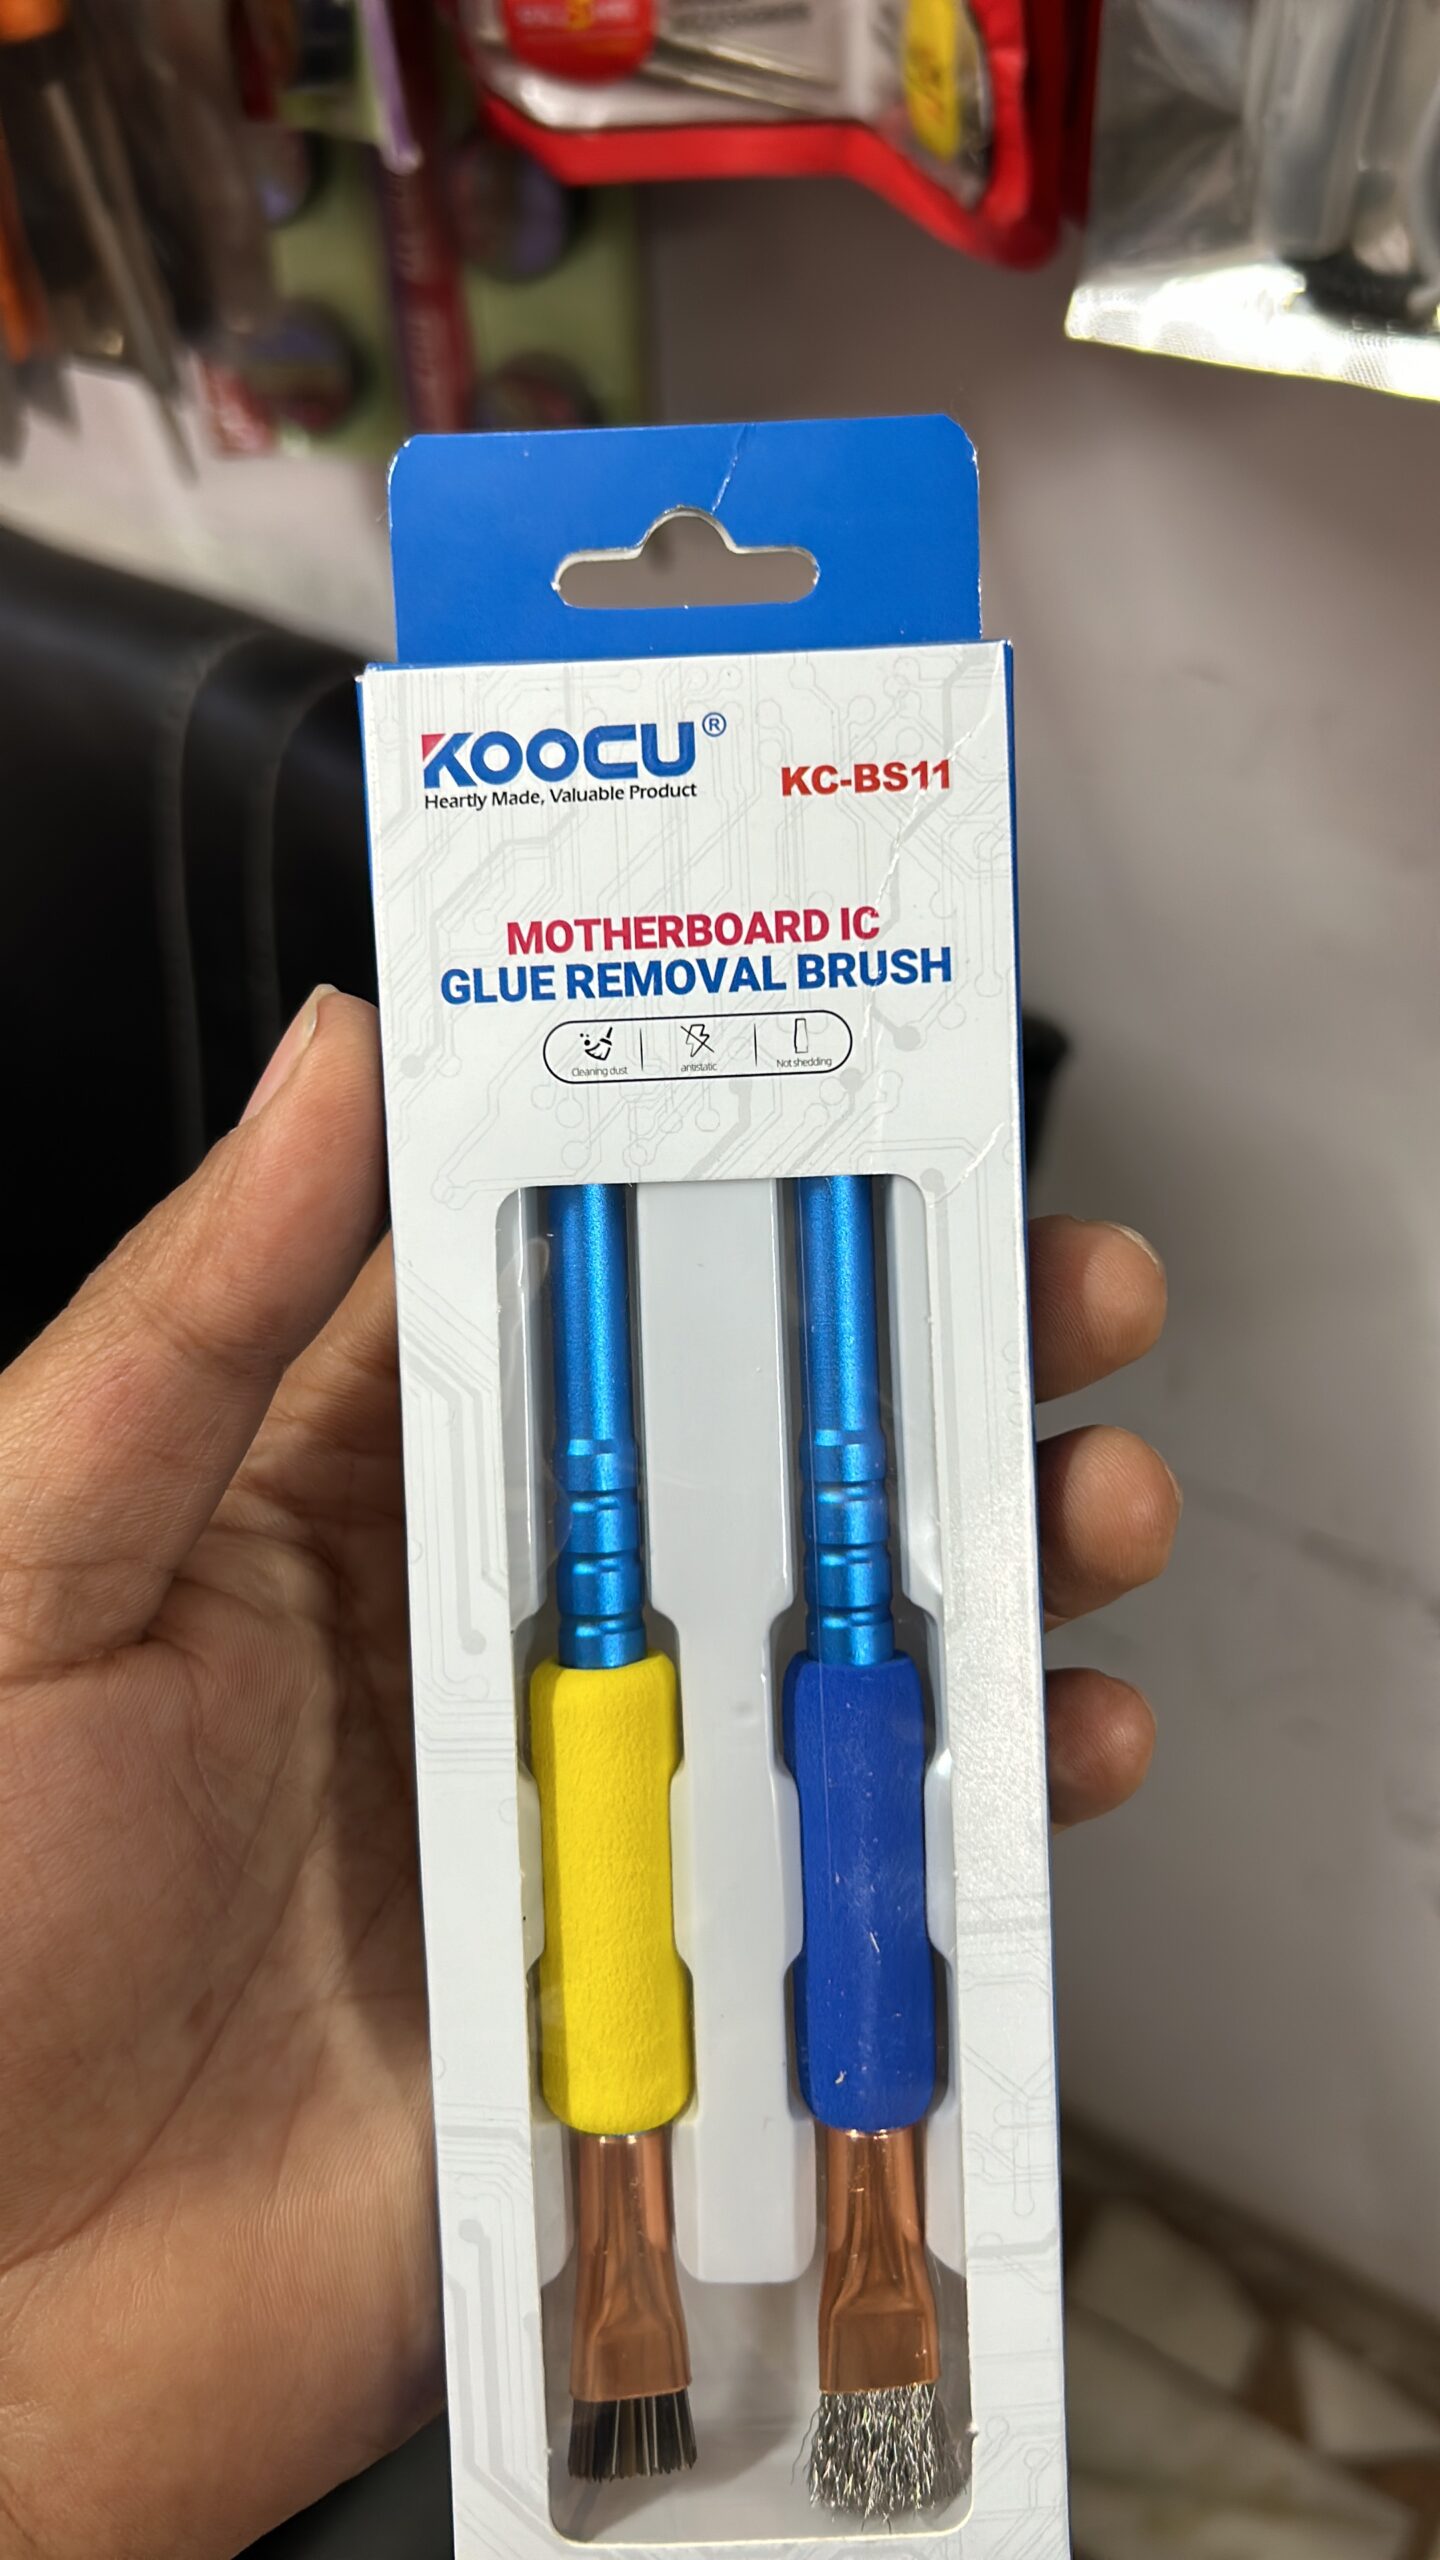 KOOCU®
KC-BS11
Heartly Made, Valuable Product
MOTHERBOARD IC
GLUE REMOVAL BRUSH
Cleaning dust
antistatic
Not shedding